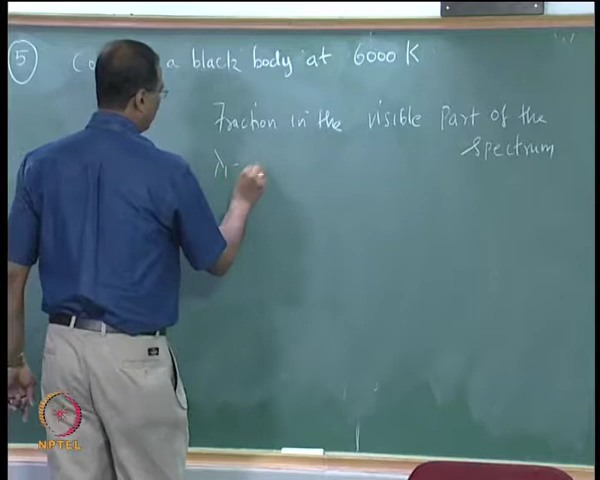 5 a black body at 6000 K
Fraction in the visible part of the
spectrum
λ1
NPTEL